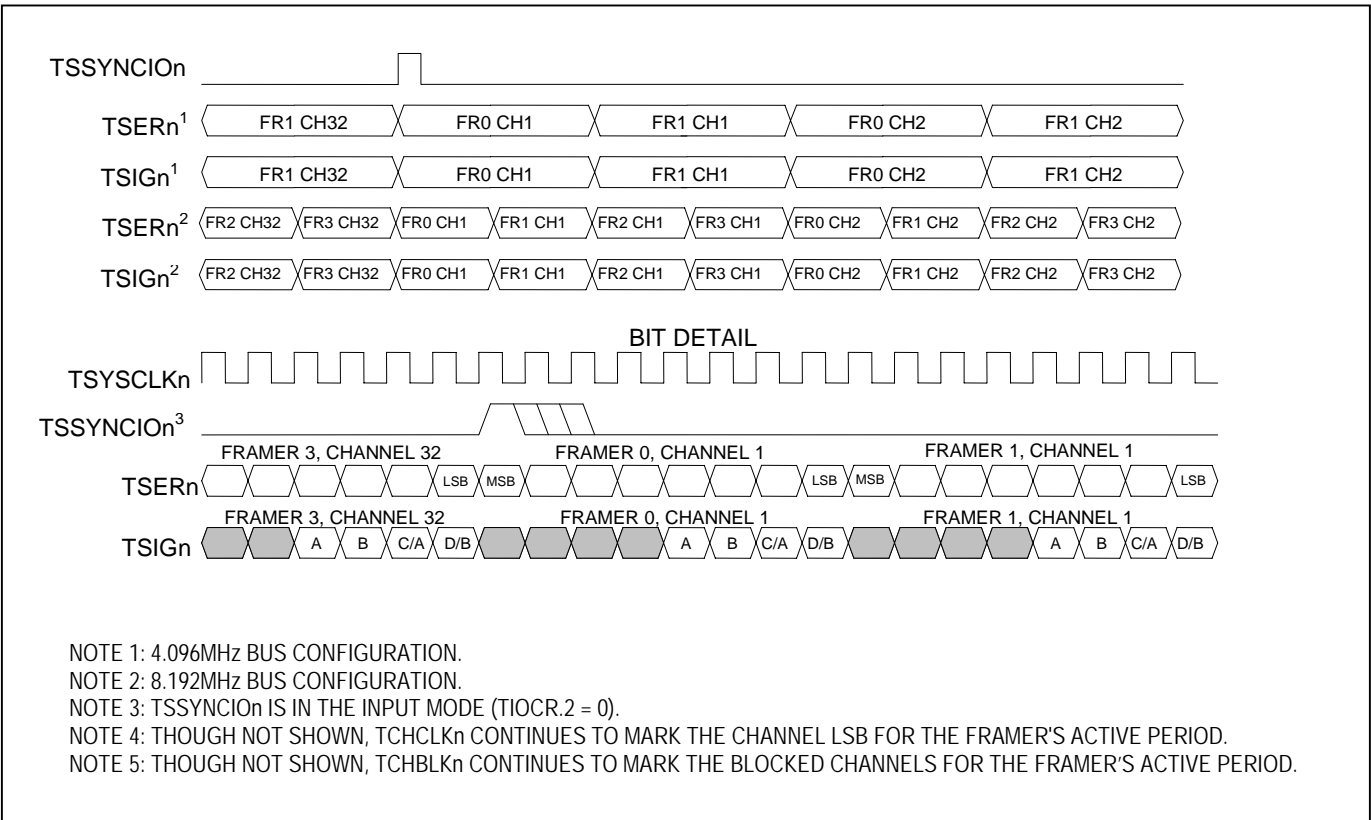 TSSYNCIOn
TSERn1 FR1 CH32 FR0 CH1 FR1 CH1 FR0 CH2 FR1 CH2
TSIGn1 FR1 CH32 FR0 CH1 FR1 CH1 FR0 CH2 FR1 CH2
TSERn2 FR2 CH32 FR3 CH32 FR0 CH1 FR1 CH1 FR2 CH1 FR3 CH1 FR0 CH2 FR1 CH2 FR2 CH2 FR3 CH2
TSIGn2 FR2 CH32 FR3 CH32 FR0 CH1 FR1 CH1 FR2 CH1 FR3 CH1 FR0 CH2 FR1 CH2 FR2 CH2 FR3 CH2
BIT DETAIL
TSYSCLKn
TSSYNCIOn3
FRAMER 3, CHANNEL 32 FRAMER 0, CHANNEL 1 FRAMER 1, CHANNEL 1
TSERn LSB MSB LSB MSB LSB
FRAMER 3, CHANNEL 32 FRAMER 0, CHANNEL 1 FRAMER 1, CHANNEL 1
TSIGn A B C/A D/B A B C/A D/B A B C/A D/B
NOTE 1: 4.096MHz BUS CONFIGURATION.
NOTE 2: 8.192MHz BUS CONFIGURATION.
NOTE 3: TSSYNCIOn IS IN THE INPUT MODE (TIOCR.2 = 0).
NOTE 4: THOUGH NOT SHOWN, TCHCLKn CONTINUES TO MARK THE CHANNEL LSB FOR THE FRAMER'S ACTIVE PERIOD.
NOTE 5: THOUGH NOT SHOWN, TCHBLKn CONTINUES TO MARK THE BLOCKED CHANNELS FOR THE FRAMER'S ACTIVE PERIOD.